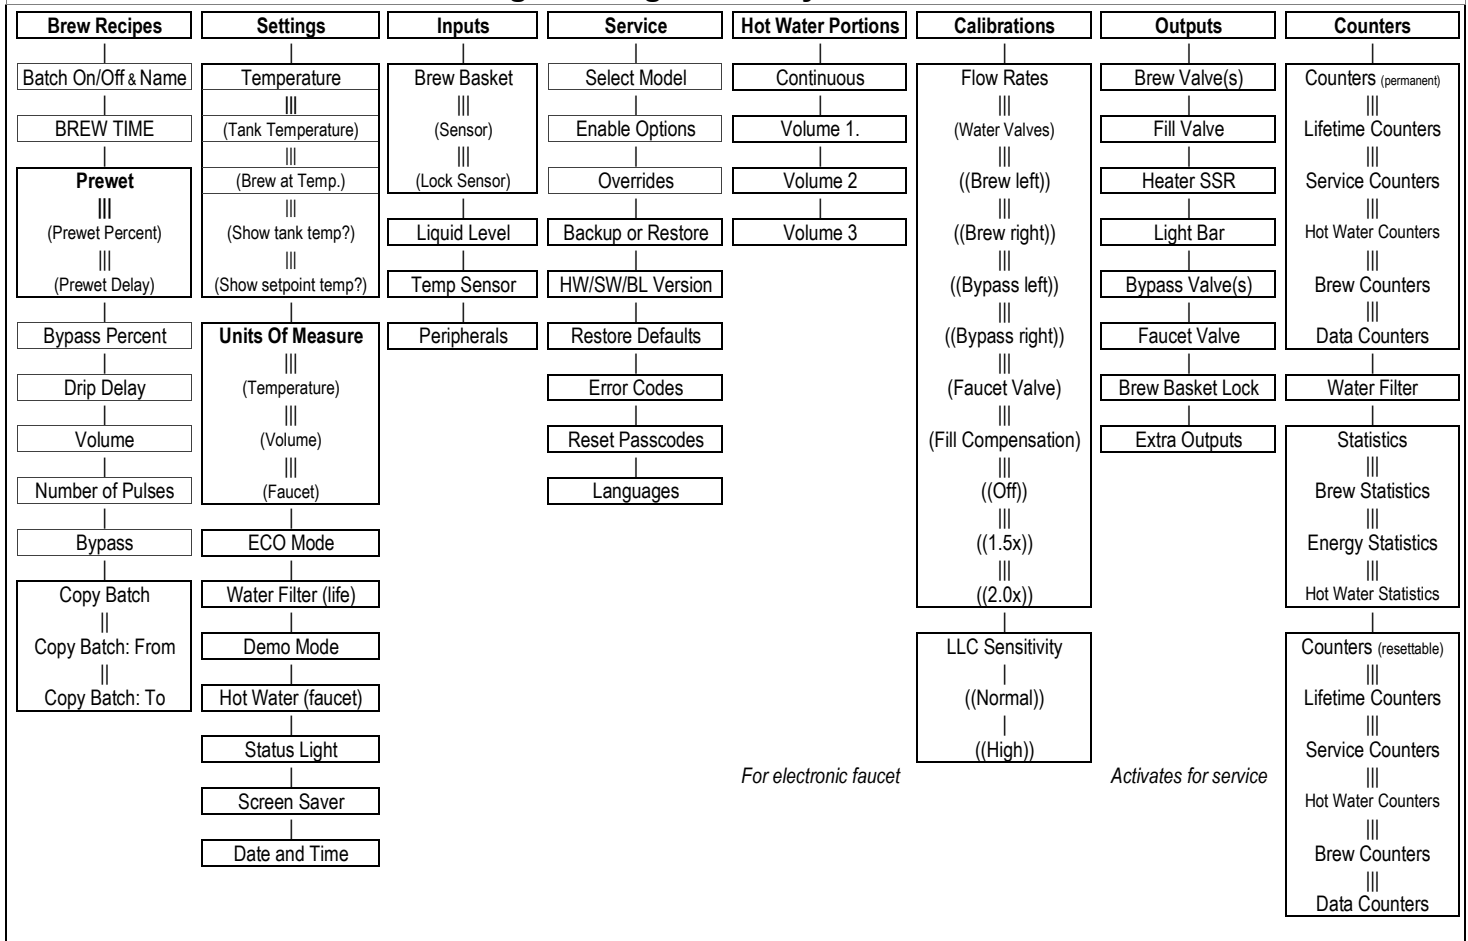 Brew Recipes
Batch On/Off & Name
BREW TIME
Prewet
(Prewet Percent)
(Prewet Delay)
Bypass Percent
Drip Delay
Volume
Number of Pulses
Bypass
Copy Batch
Copy Batch: From
Copy Batch: To
Settings
Temperature
(Tank Temperature)
(Brew at Temp.)
(Show tank temp?)
(Show setpoint temp?)
Units Of Measure
(Temperature)
(Volume)
(Faucet)
ECO Mode
Water Filter (life)
Demo Mode
Hot Water (faucet)
Status Light
Screen Saver
Date and Time
Inputs
Brew Basket
(Sensor)
(Lock Sensor)
Liquid Level
Temp Sensor
Peripherals
Service
Select Model
Enable Options
Overrides
Backup or Restore
HW/SW/BL Version
Restore Defaults
Error Codes
Reset Passcodes
Languages
Hot Water Portions
Continuous
Volume 1.
Volume 2
Volume 3
For electronic faucet
Calibrations
Flow Rates
(Water Valves)
((Brew left))
((Brew right))
((Bypass left))
((Bypass right))
(Faucet Valve)
(Fill Compensation)
((Off))
((1.5x))
((2.0x))
LLC Sensitivity
((Normal))
((High))
Outputs
Brew Valve(s)
Fill Valve
Heater SSR
Light Bar
Bypass Valve(s)
Faucet Valve
Brew Basket Lock
Extra Outputs
Activates for service
Counters
Counters (permanent)
Lifetime Counters
Service Counters
Hot Water Counters
Brew Counters
Data Counters
Water Filter
Statistics
Brew Statistics
Energy Statistics
Hot Water Statistics
Counters (resettable)
Lifetime Counters
Service Counters
Hot Water Counters
Brew Counters
Data Counters